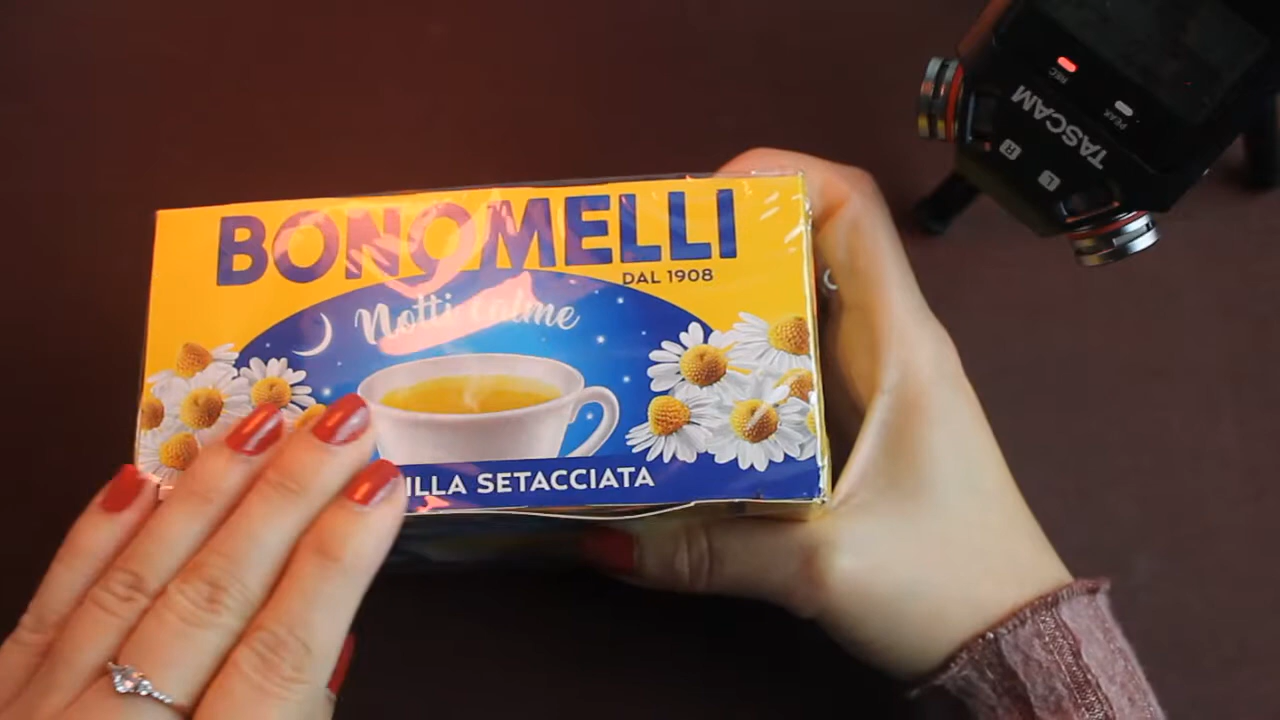 BONOMELLI
DAL 1908
Notti Calme
ILLA SETACCIATA
REC
PEAK
TASCAM
R
L